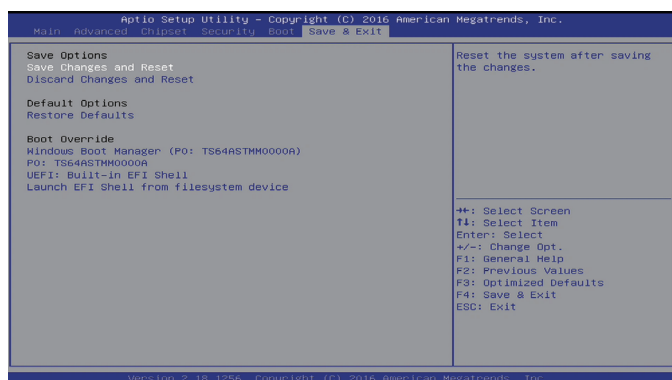 Aptio Setup Utility – Copyright (C) 2016 American Megatrends, Inc.
Main Advanced Chipset Security Boot Save & Exit
Save Options
Save Changes and Reset
Discard Changes and Reset
Default Options
Restore Defaults
Boot Override
Windows Boot Manager (P0: TS64ASTMM0000A)
P0: TS64ASTMM0000A
UEFI: Built-in EFI Shell
Launch EFI Shell from filesystem device
Reset the system after saving
the changes.
→←: Select Screen
↑↓: Select Item
Enter: Select
+/-: Change Opt.
F1: General Help
F2: Previous Values
F3: Optimized Defaults
F4: Save & Exit
ESC: Exit
Version 2.18.1256. Copyright (C) 2016 American Megatrends, Inc.